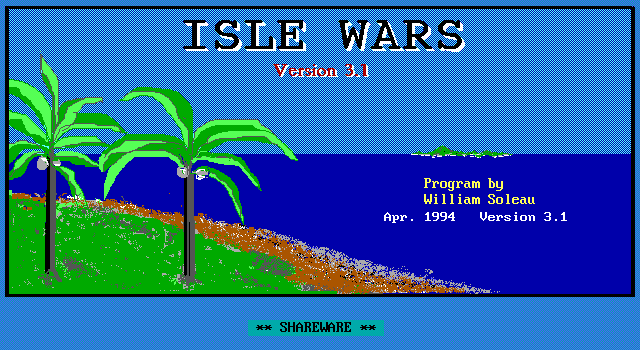 ISLE WARS
Version 3.1
Program by
William Soleau
Apr. 1994   Version 3.1
** SHAREWARE **